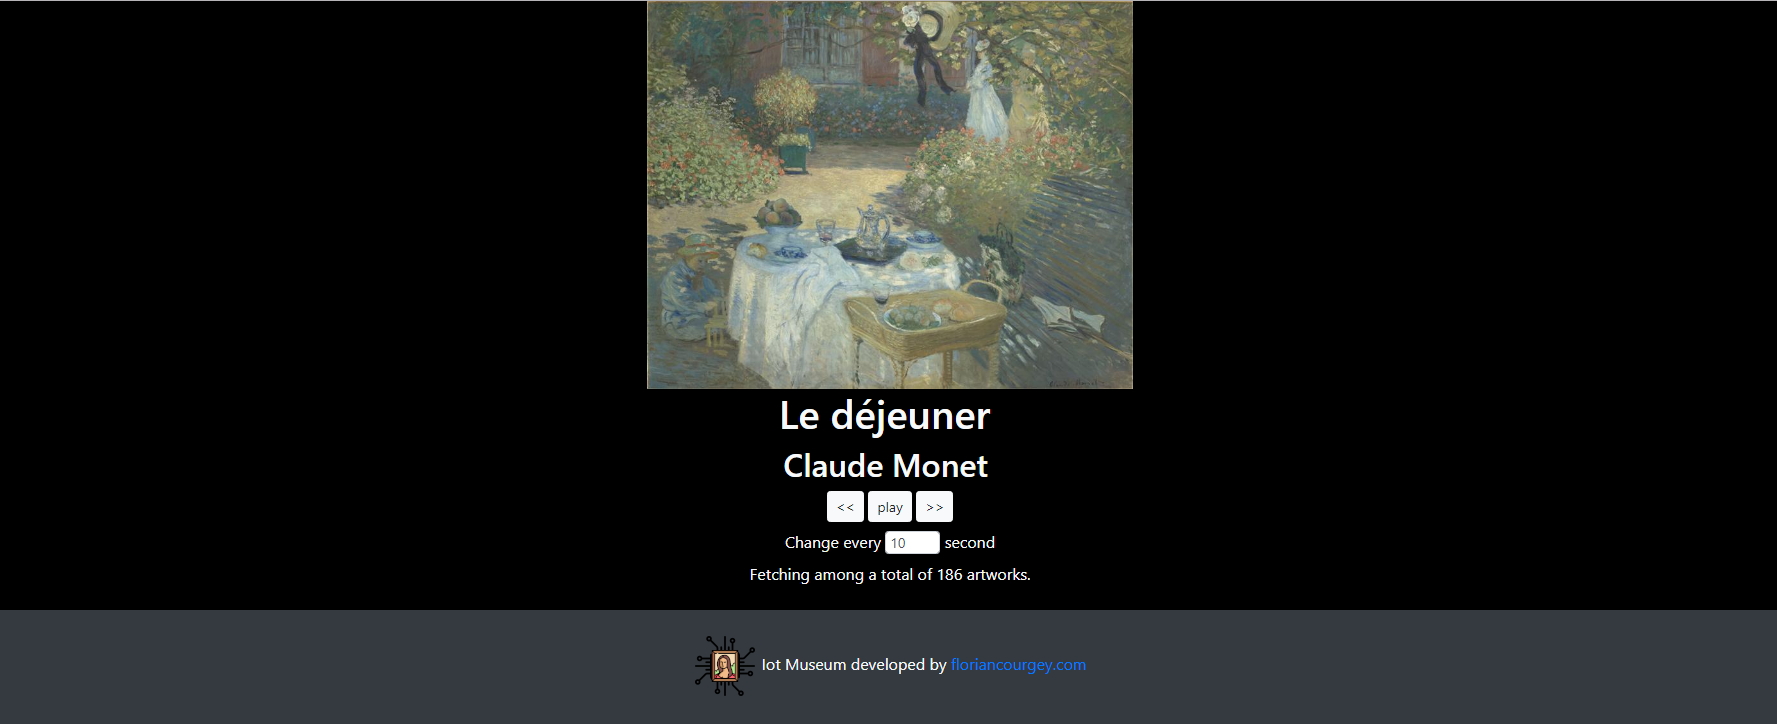 Le déjeuner
Claude Monet
<< play >>
Change every 10 second
Fetching among a total of 186 artworks.
Iot Museum developed by floriancourgey.com